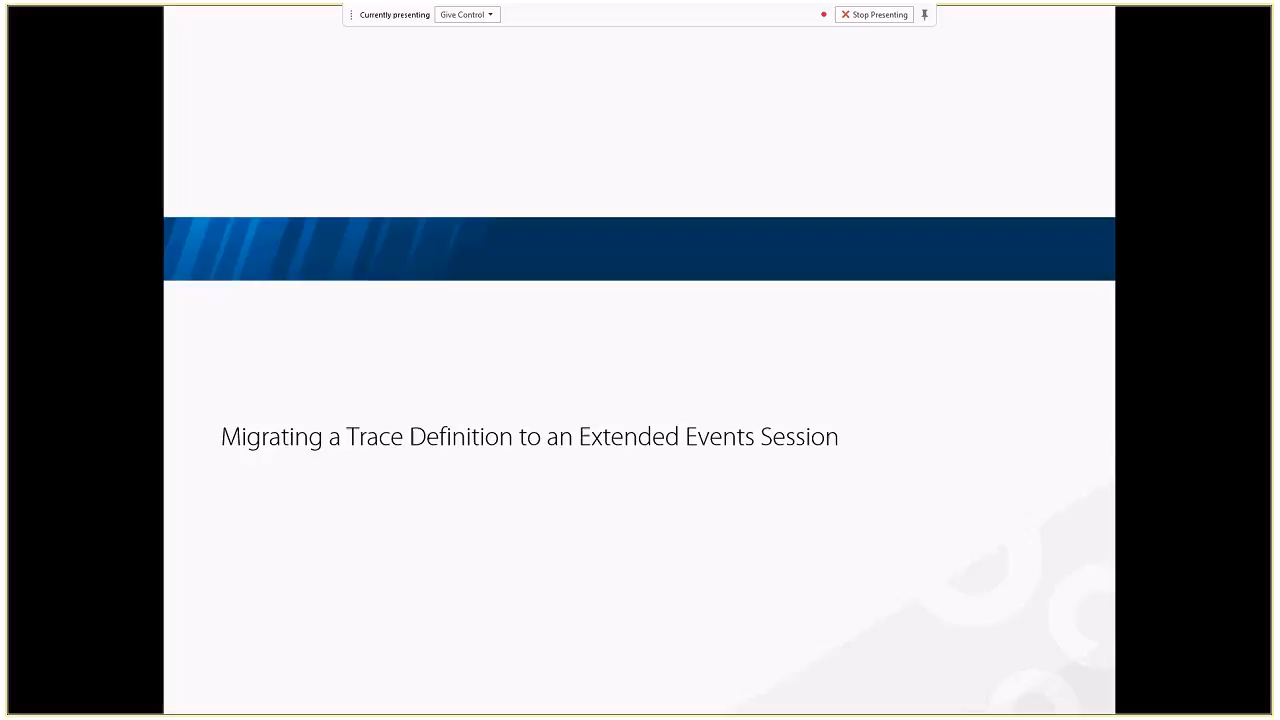 Currently presenting Give Control Stop Presenting
Migrating a Trace Definition to an Extended Events Session